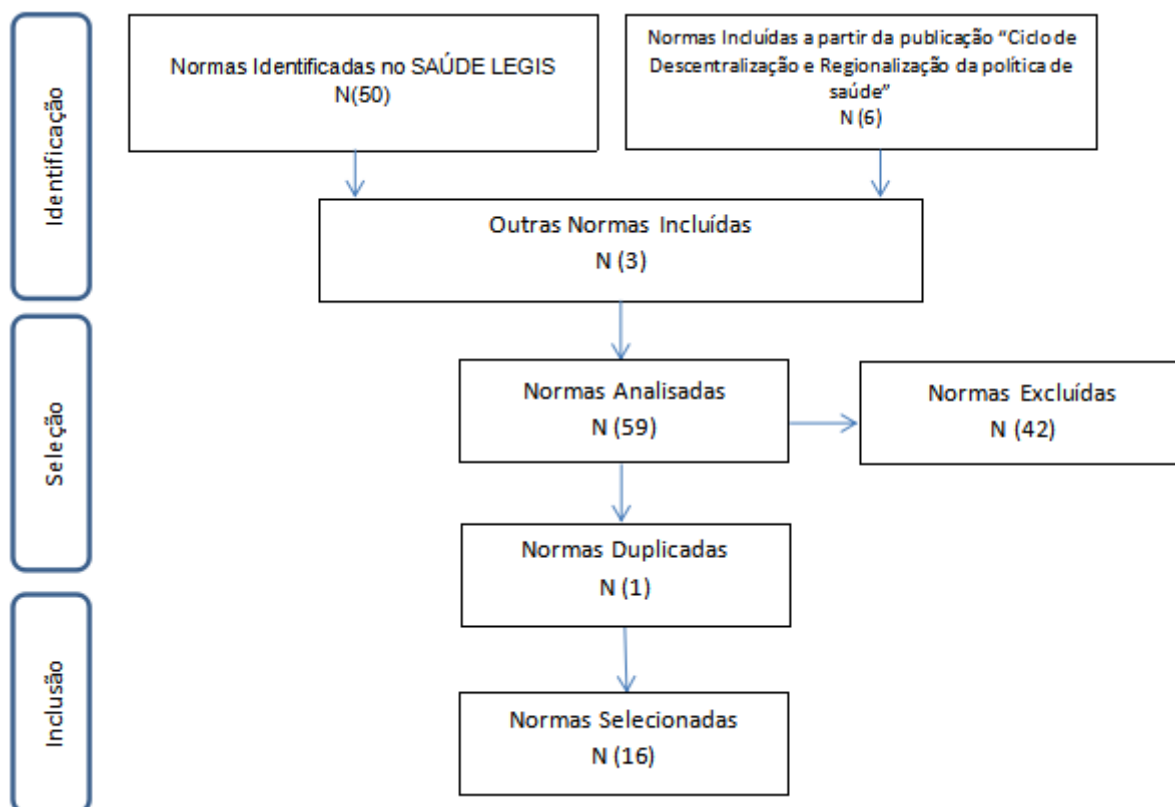 Identificação
Normas Identificadas no SAÚDE LEGIS
N(50)
Normas Incluídas a partir da publicação “Ciclo de
Descentralização e Regionalização da política de
saúde”
N (6)
Outras Normas Incluídas
N (3)
Seleção
Normas Analisadas
N (59)
Normas Excluídas
N (42)
Normas Duplicadas
N (1)
Inclusão
Normas Selecionadas
N (16)